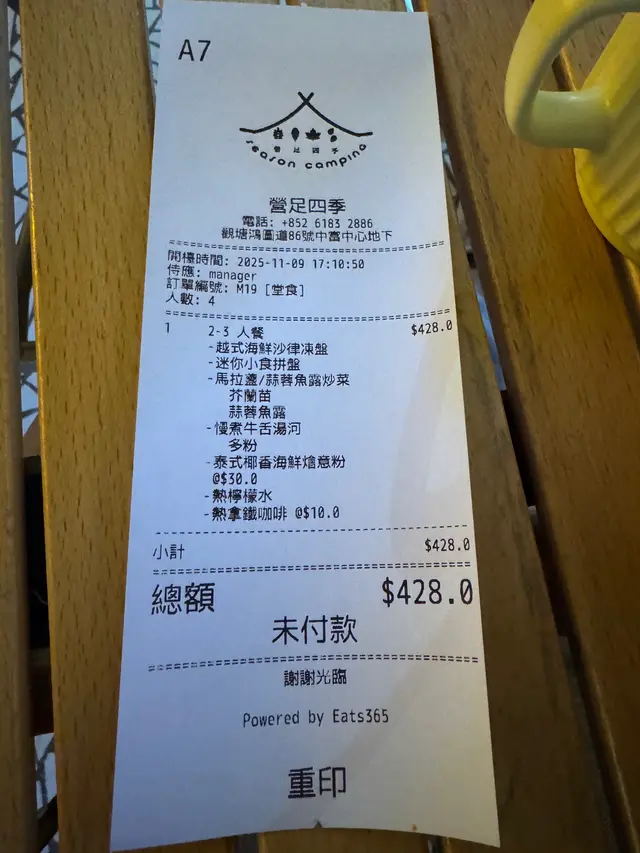 A7
營足四季
season camping
營足四季
電話: +852 6183 2886
觀塘鴻圖道86號中富中心地下
開檯時間: 2025-11-09 17:10:50
侍應: manager
訂單編號: M19 [堂食]
人數: 4
1 2-3 人餐 $428.0
-越式海鮮沙律凍盤
-迷你小食拼盤
-馬拉盞/蒜蓉魚露炒菜
芥蘭苗
蒜蓉魚露
-慢煮牛舌湯河
多粉
-泰式椰香海鮮燴意粉
@$30.0
-熱檸檬水
-熱拿鐵咖啡 @$10.0
小計 $428.0
總額 $428.0
未付款
謝謝光臨
Powered by Eats365
重印